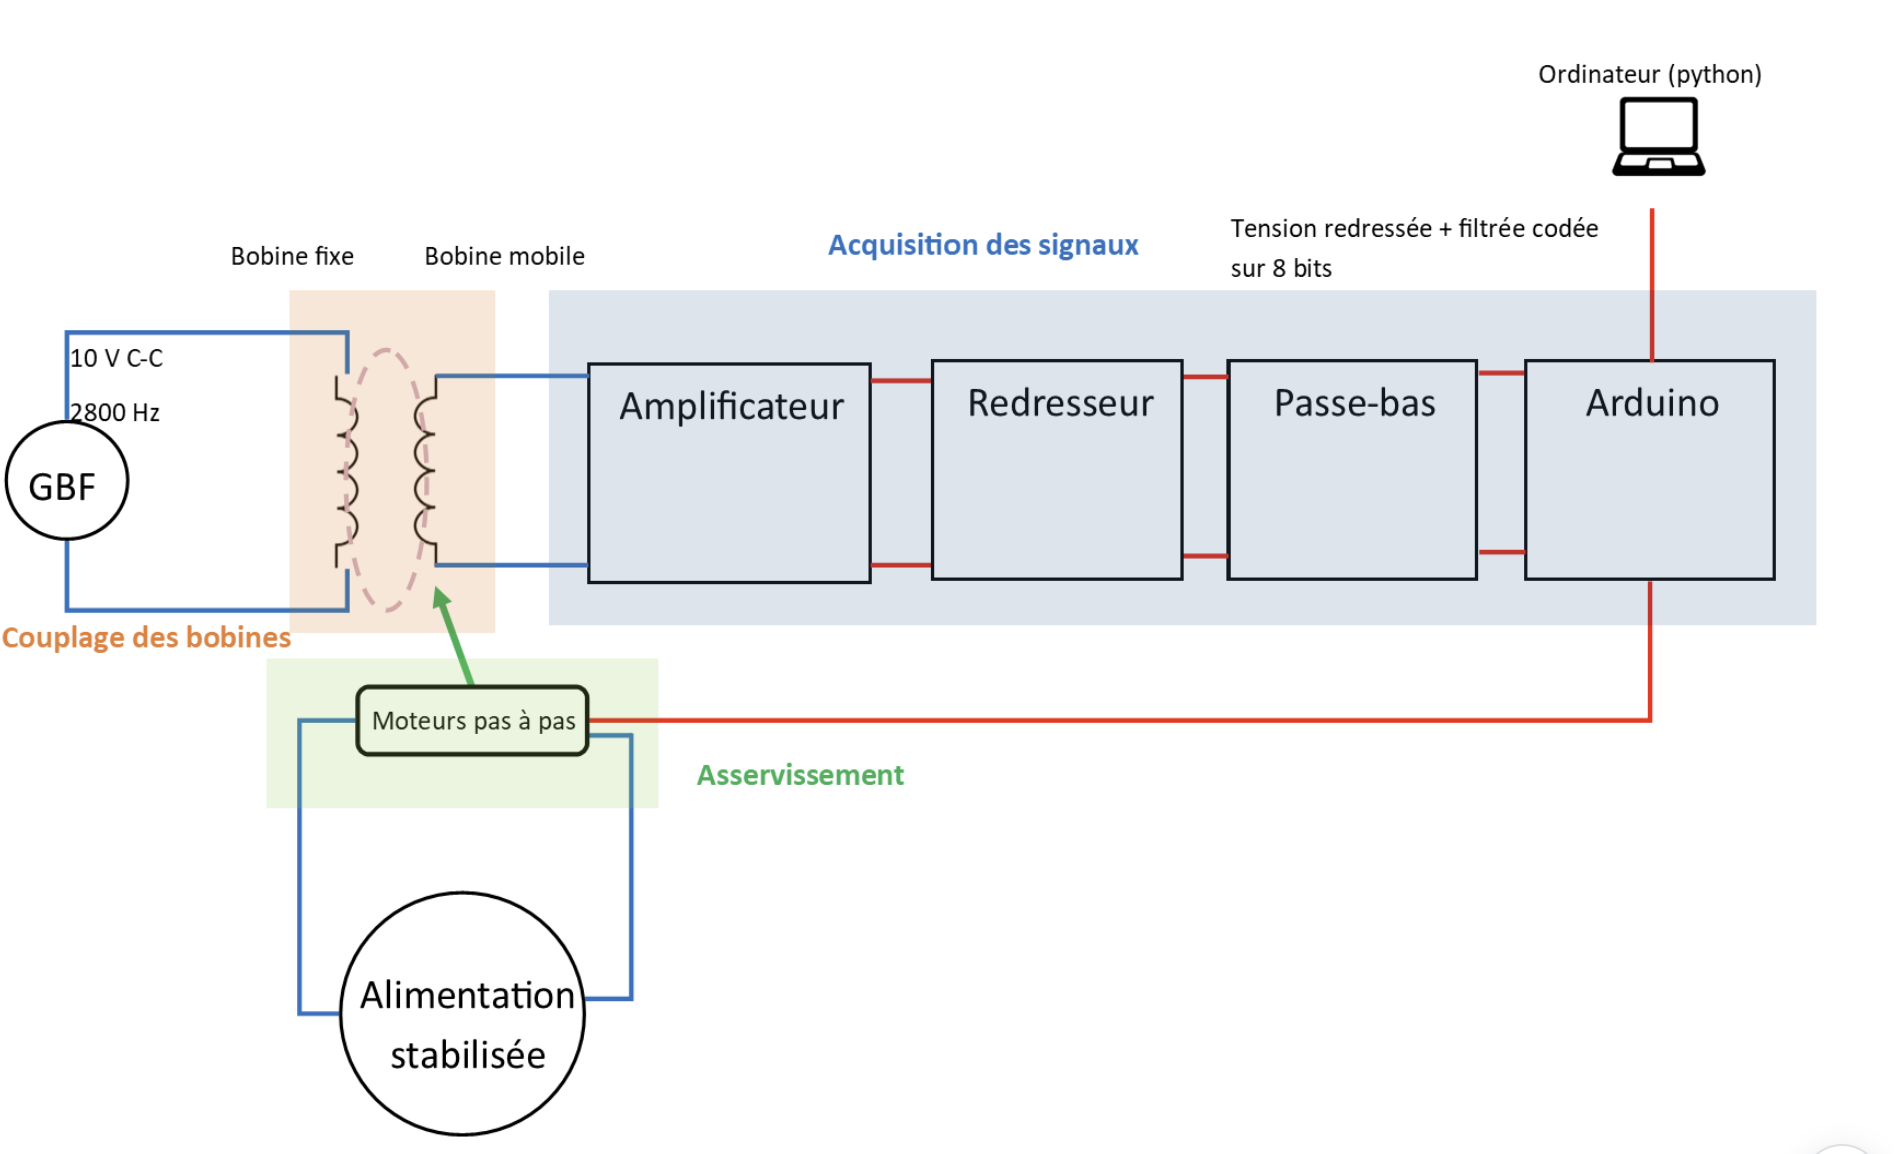 Ordinateur (python)
Tension redressée + filtrée codée
sur 8 bits
Acquisition des signaux
Bobine fixe
Bobine mobile
10 V C-C
2800 Hz
GBF
Amplificateur
Redresseur
Passe-bas
Arduino
Couplage des bobines
Moteurs pas à pas
Asservissement
Alimentation
stabilisée